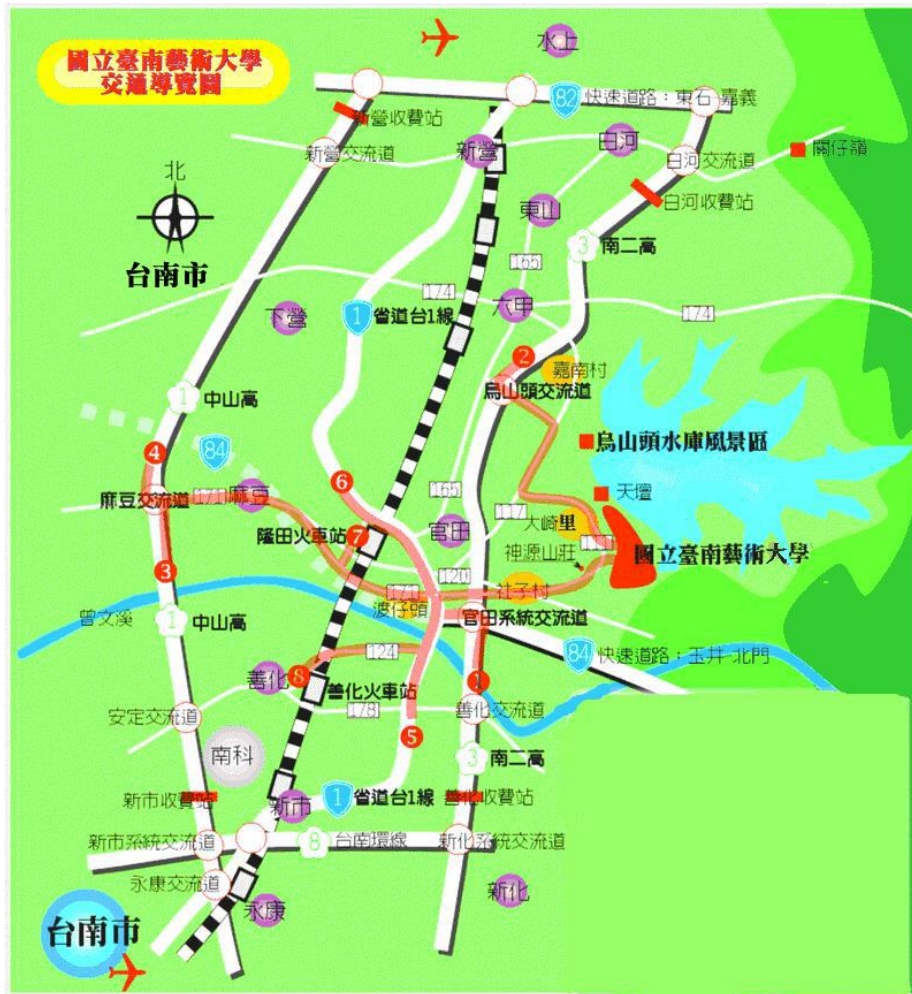 國立臺南藝術大學
交通導覽圖
水上
82
快速道路：東石-嘉義
新營收費站
新營交流道
新營
白河
白河交流道
關仔嶺
北
白河收費站
東山
3
南二高
台南市
165
174
六甲
174
下營
1
省道台1線
2
嘉南村
烏山頭交流道
1
中山高
4
84
烏山頭水庫風景區
麻豆交流道
171
麻豆
6
165
天壇
117
大崎里
官田
隆田火車站
7
神源山莊
國立臺南藝術大學
3
120
171
社子村
曾文溪
1
中山高
渡仔頭
官田系統交流道
124
84
快速道路：玉井-北門
善化
8
善化火車站
1
178
善化交流道
安定交流道
5
南科
3
南二高
新市收費站
新市
1
省道台1線
善化收費站
新市系統交流道
8
台南環線
新化系統交流道
永康交流道
永康
新化
台南市